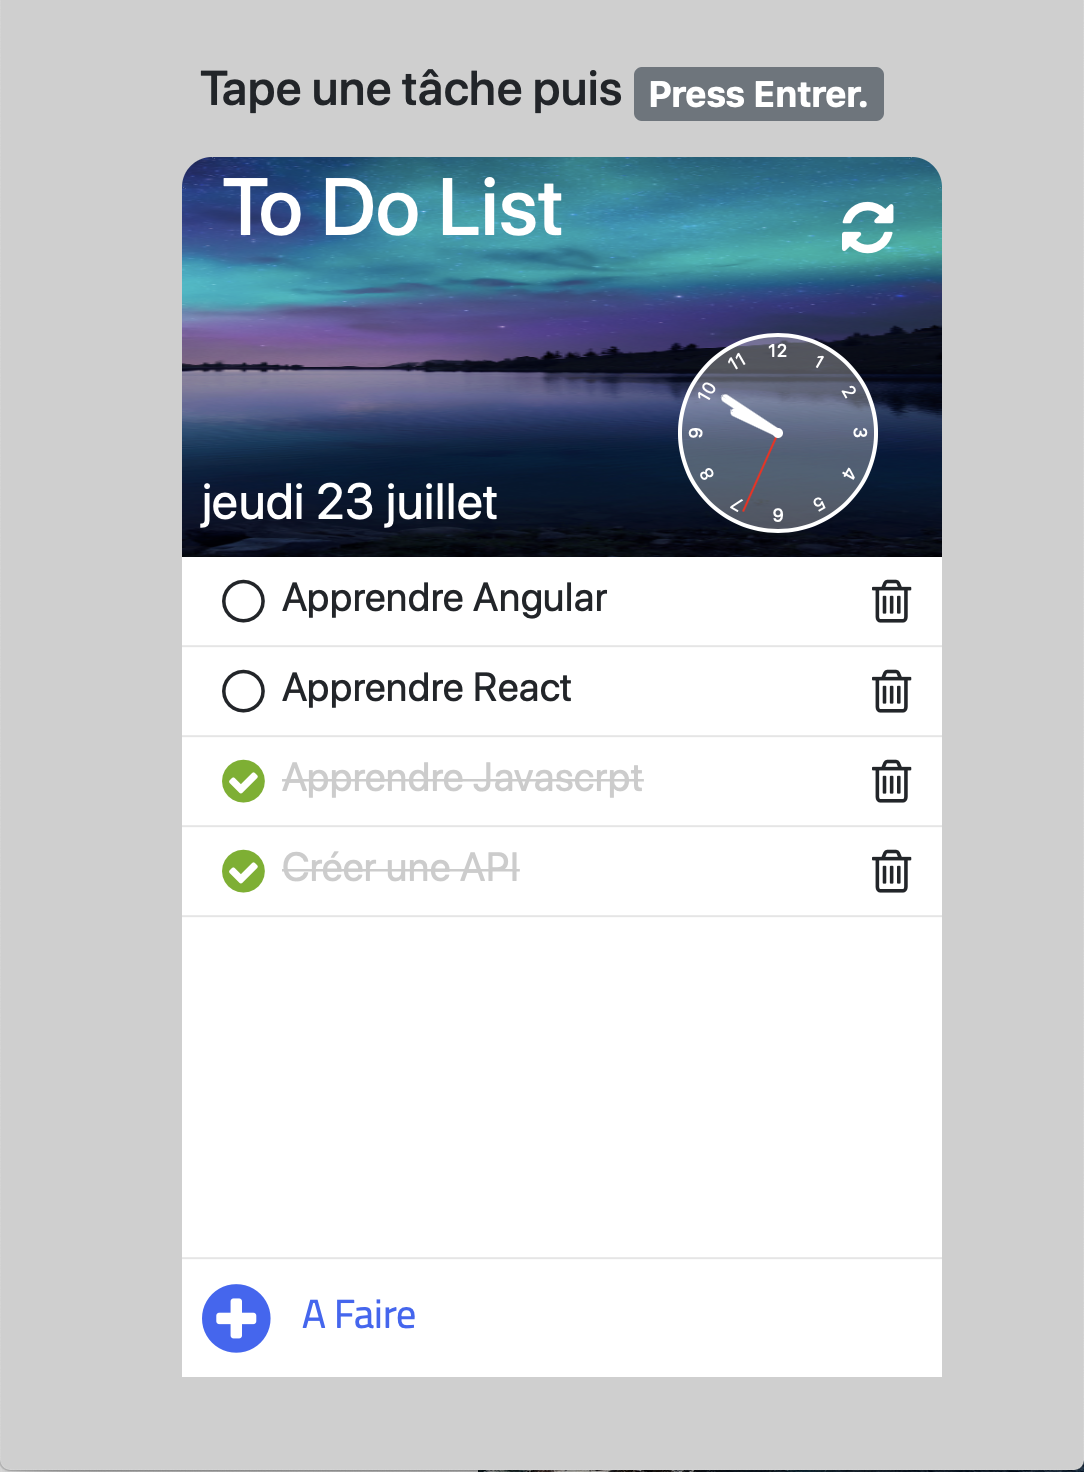 Tape une tâche puis Press Entrer.
To Do List
12
11 1
10 2
9 3
8 4
7 5
6
jeudi 23 juillet
Apprendre Angular
Apprendre React
Apprendre Javascrpt
Créer une API
A Faire